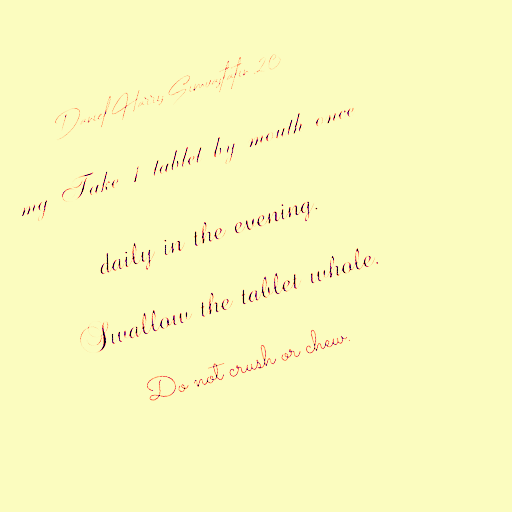 Daniel Harris Simvastatin 20
mg Take 1 tablet by mouth once
daily in the evening.
Swallow the tablet whole.
Do not crush or chew.